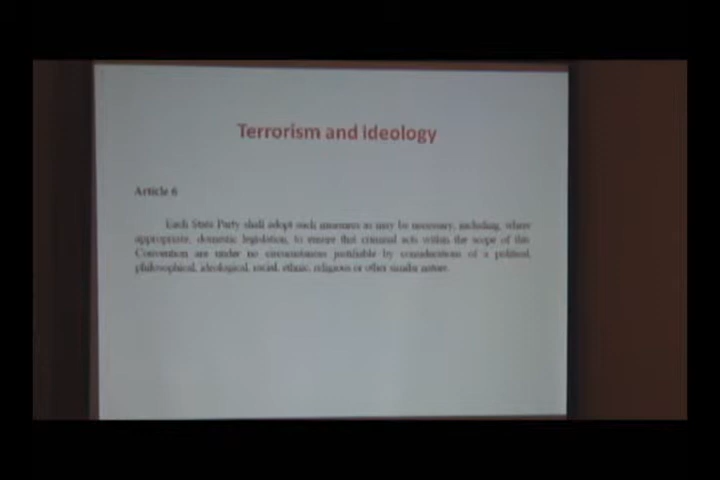 Terrorism and Ideology
Article 6
Each State Party shall adopt such measures as may be necessary, including, where
appropriate, domestic legislation, to ensure that criminal acts within the scope of this
Convention are under no circumstances justifiable by considerations of a political,
philosophical, ideological, racial, ethnic, religious or other similar nature.